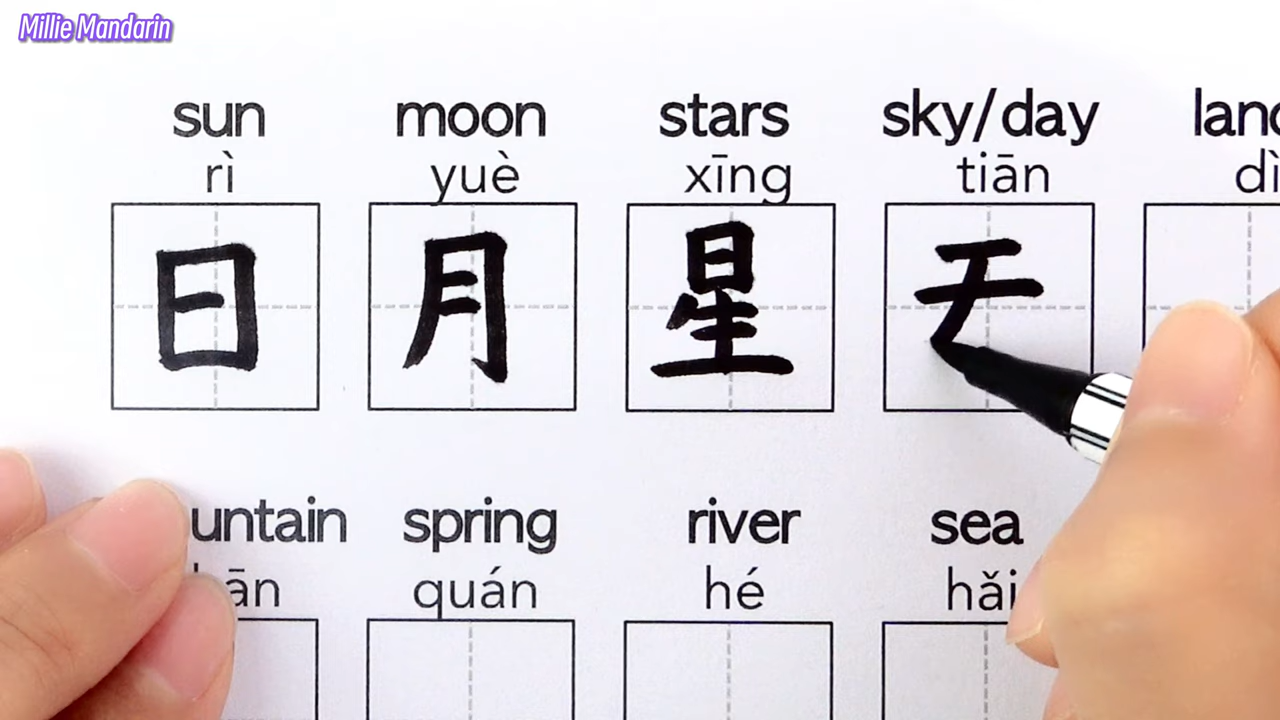 Millie Mandarin
sun moon stars sky/day
rì yuè xīng tiān
日 月 星
spring river sea
quán hé hǎi